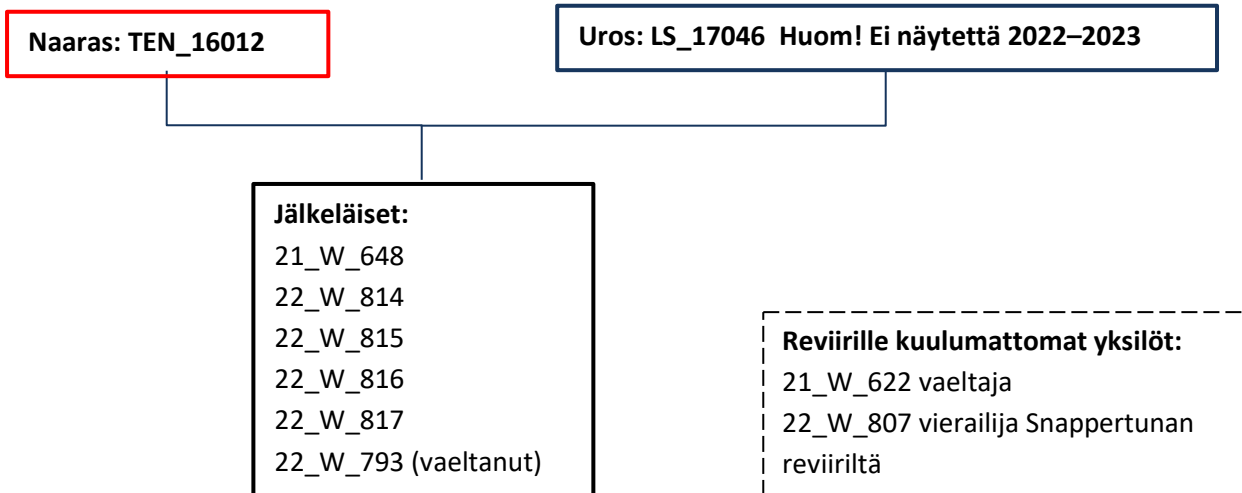 Naaras: TEN_16012
Uros: LS_17046 Huom! Ei näytettä 2022–2023
Jälkeläiset:
21_W_648
22_W_814
22_W_815
22_W_816
22_W_817
22_W_793 (vaeltanut)
Reviirille kuulumattomat yksilöt:
21_W_622 vaeltaja
22_W_807 vierailija Snappertunan
reviiriltä